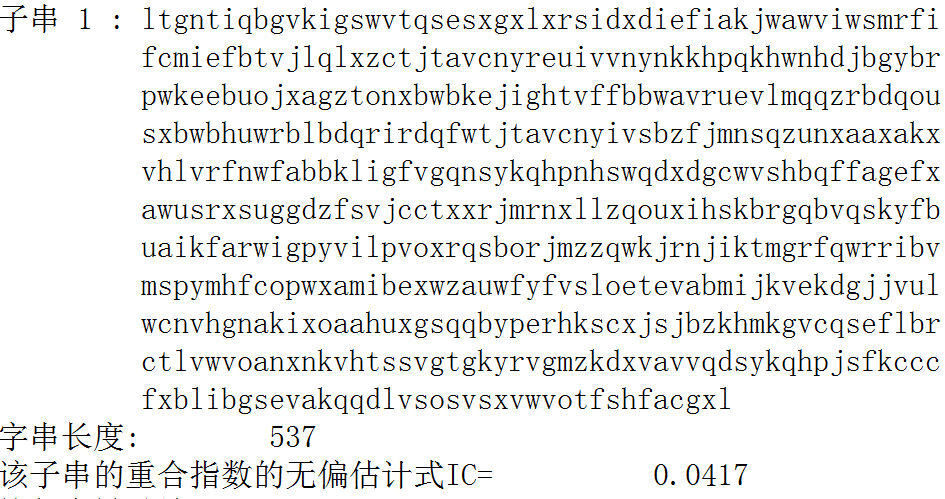 子串 1 : ltgntiqbgvkigswvtqsesxgxlxrsidxdiefiakjwawviwsmrfi
fcmiefbtvjlqlxzctjtavcnyreuivvnynkkhpqkhwnhdjbgybr
pwkeebuojxagztonxbwbkejightvffbbwavruevlmqqzrbdqou
sxbwbhuwrblbdqrirdqfwtjtavcnyivsbzfjmnsqzunxaaxakx
vhlvrfnwfabbkligfvgqnsykqhpnhswqdxdgcwvshbqffagefx
awusrxsuggdzfsvjcctxxrjmrnxllzqouxihskbrgqbvqskyfb
uaikfarwigpyvilpvoxrqsborjmzzqwkjrnjiktmgrfqwrribv
mspymhfcopwxamibexwzauwfyfvsloetevabmijkvekdgjjvul
wcnvhgnakixoaahuxgsqqbyperhkscxjsjbzkhmkgvcqseflbr
ctlvwvoanxnkvhtssvgtgkyrvgmzkdxvavvqdsykqhpjsfkccc
fxblibgsevakqqdlvsosvsxvwvotfshfacgxl
字串长度: 537
该子串的重合指数的无偏估计式IC= 0.0417